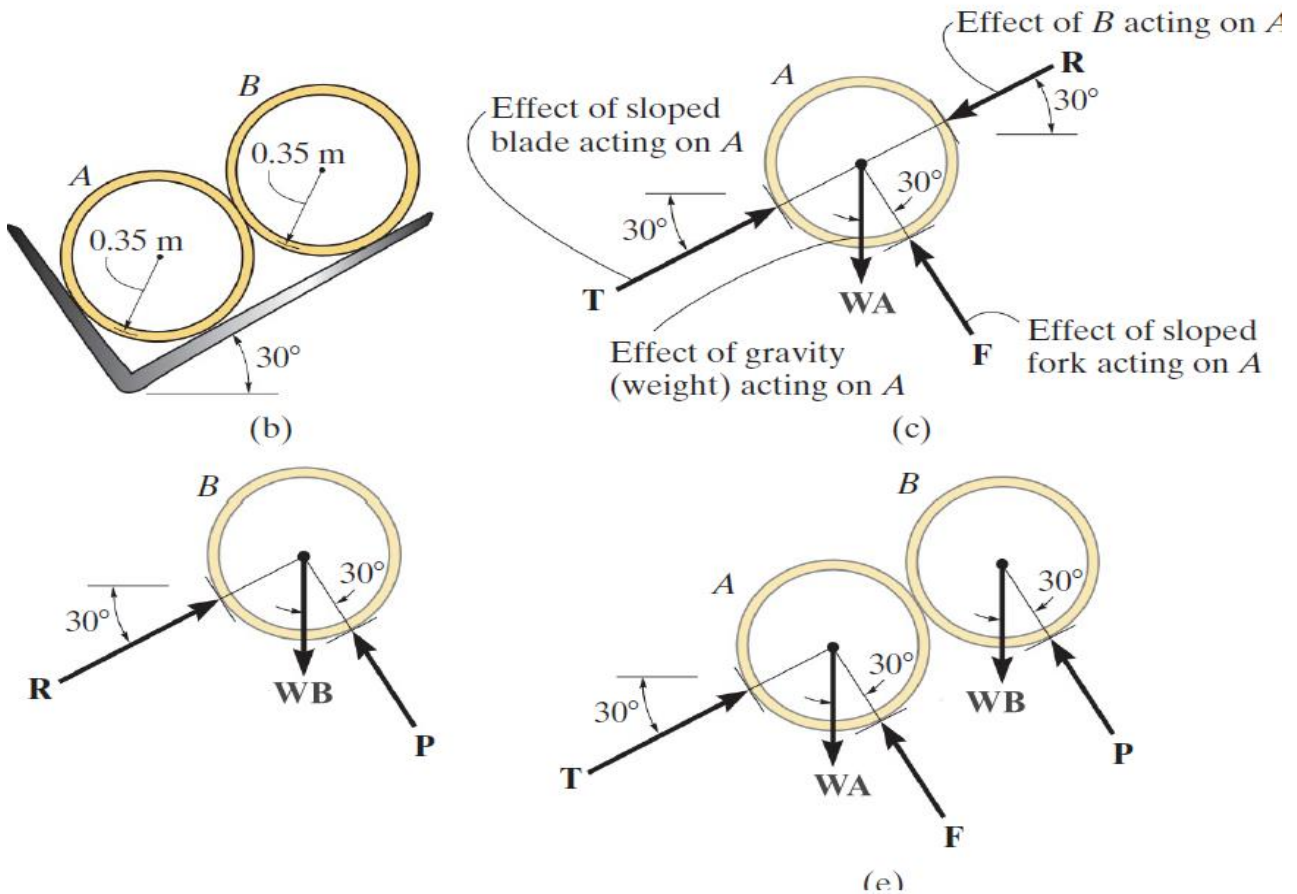 Effect of B acting on A
R
A
30°
Effect of sloped
blade acting on A
30°
30°
T
WA
Effect of gravity
(weight) acting on A
F
Effect of sloped
fork acting on A
(c)
B
0.35 m
A
0.35 m
30°
(b)
B
30°
30°
R
WB
P
B
A
30°
30°
WB
30°
T
WA
P
F
(e)